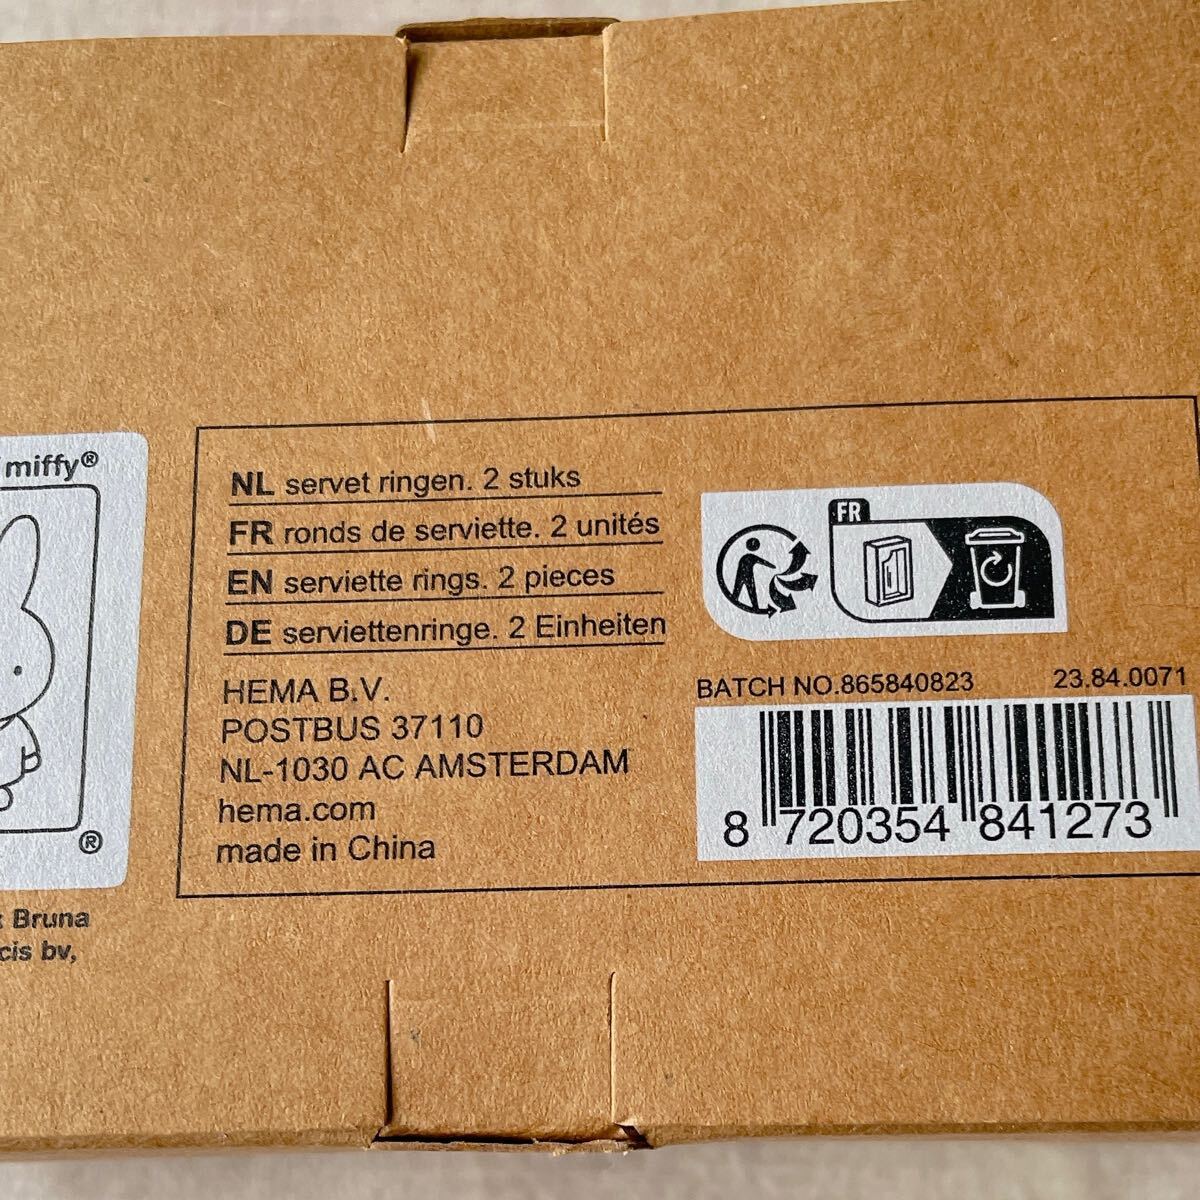 miffy®
®
Bruna
cis bv,
NL servet ringen. 2 stuks
FR ronds de serviette. 2 unités
EN serviette rings. 2 pieces
DE serviettenringe. 2 Einheiten
HEMA B.V.
POSTBUS 37110
NL-1030 AC AMSTERDAM
hema.com
made in China
FR
BATCH NO.865840823 23.84.0071
8 720354 841273